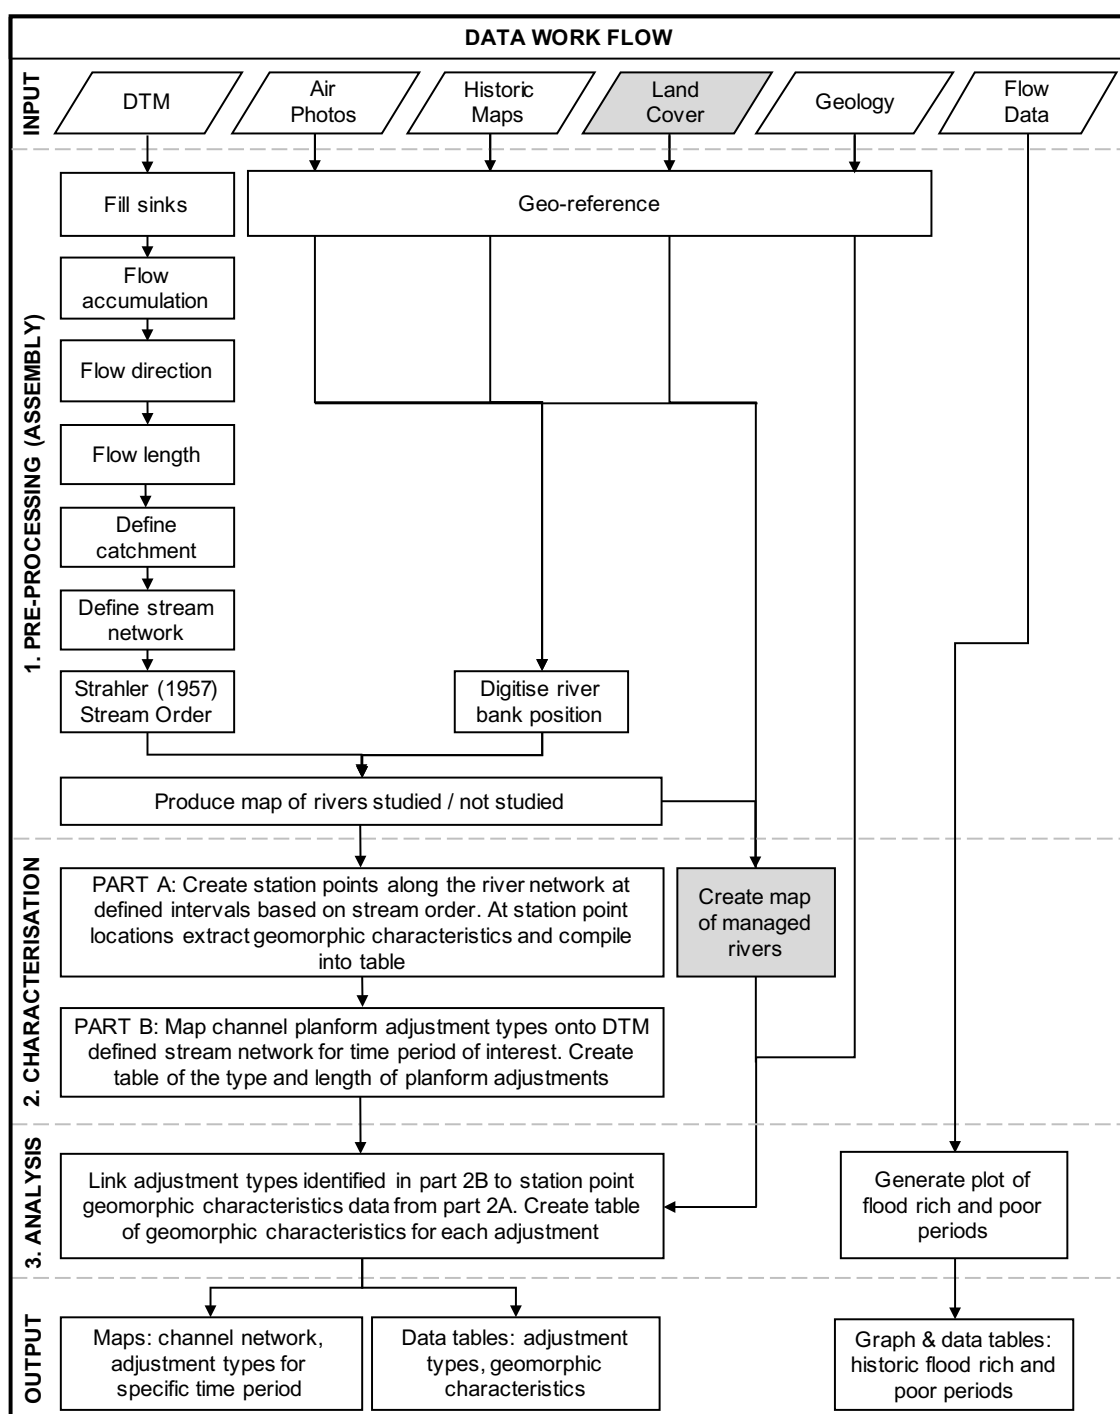 DATA WORK FLOW
INPUT
DTM
Air
Photos
Historic
Maps
Land
Cover
Geology
Flow
Data
1. PRE-PROCESSING (ASSEMBLY)
Fill sinks
Geo-reference
Flow
accumulation
Flow direction
Flow length
Define
catchment
Define stream
network
Strahler (1957)
Stream Order
Digitise river
bank position
Produce map of rivers studied / not studied
2. CHARACTERISATION
PART A: Create station points along the river network at
defined intervals based on stream order. At station point
locations extract geomorphic characteristics and compile
into table
Create map
of managed
rivers
PART B: Map channel planform adjustment types onto DTM
defined stream network for time period of interest. Create
table of the type and length of planform adjustments
3. ANALYSIS
Link adjustment types identified in part 2B to station point
geomorphic characteristics data from part 2A. Create table
of geomorphic characteristics for each adjustment
Generate plot of
flood rich and poor
periods
OUTPUT
Maps: channel network,
adjustment types for
specific time period
Data tables: adjustment
types, geomorphic
characteristics
Graph & data tables:
historic flood rich and
poor periods